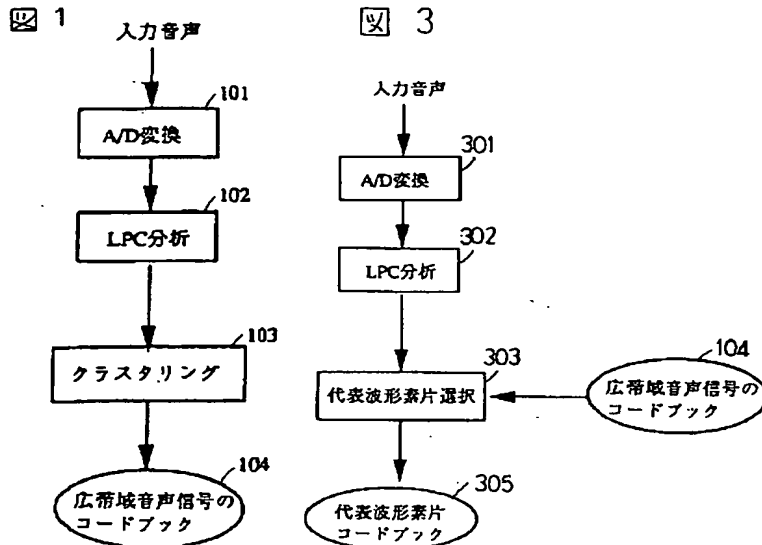 図 1
入力音声
101
A/D変換
102
LPC分析
103
クラスタリング
104
広帯域音声信号の
コードブック
図 3
入力音声
301
A/D変換
302
LPC分析
303
代表波形素片選択
104
広帯域音声信号の
コードブック
305
代表波形素片
コードブック